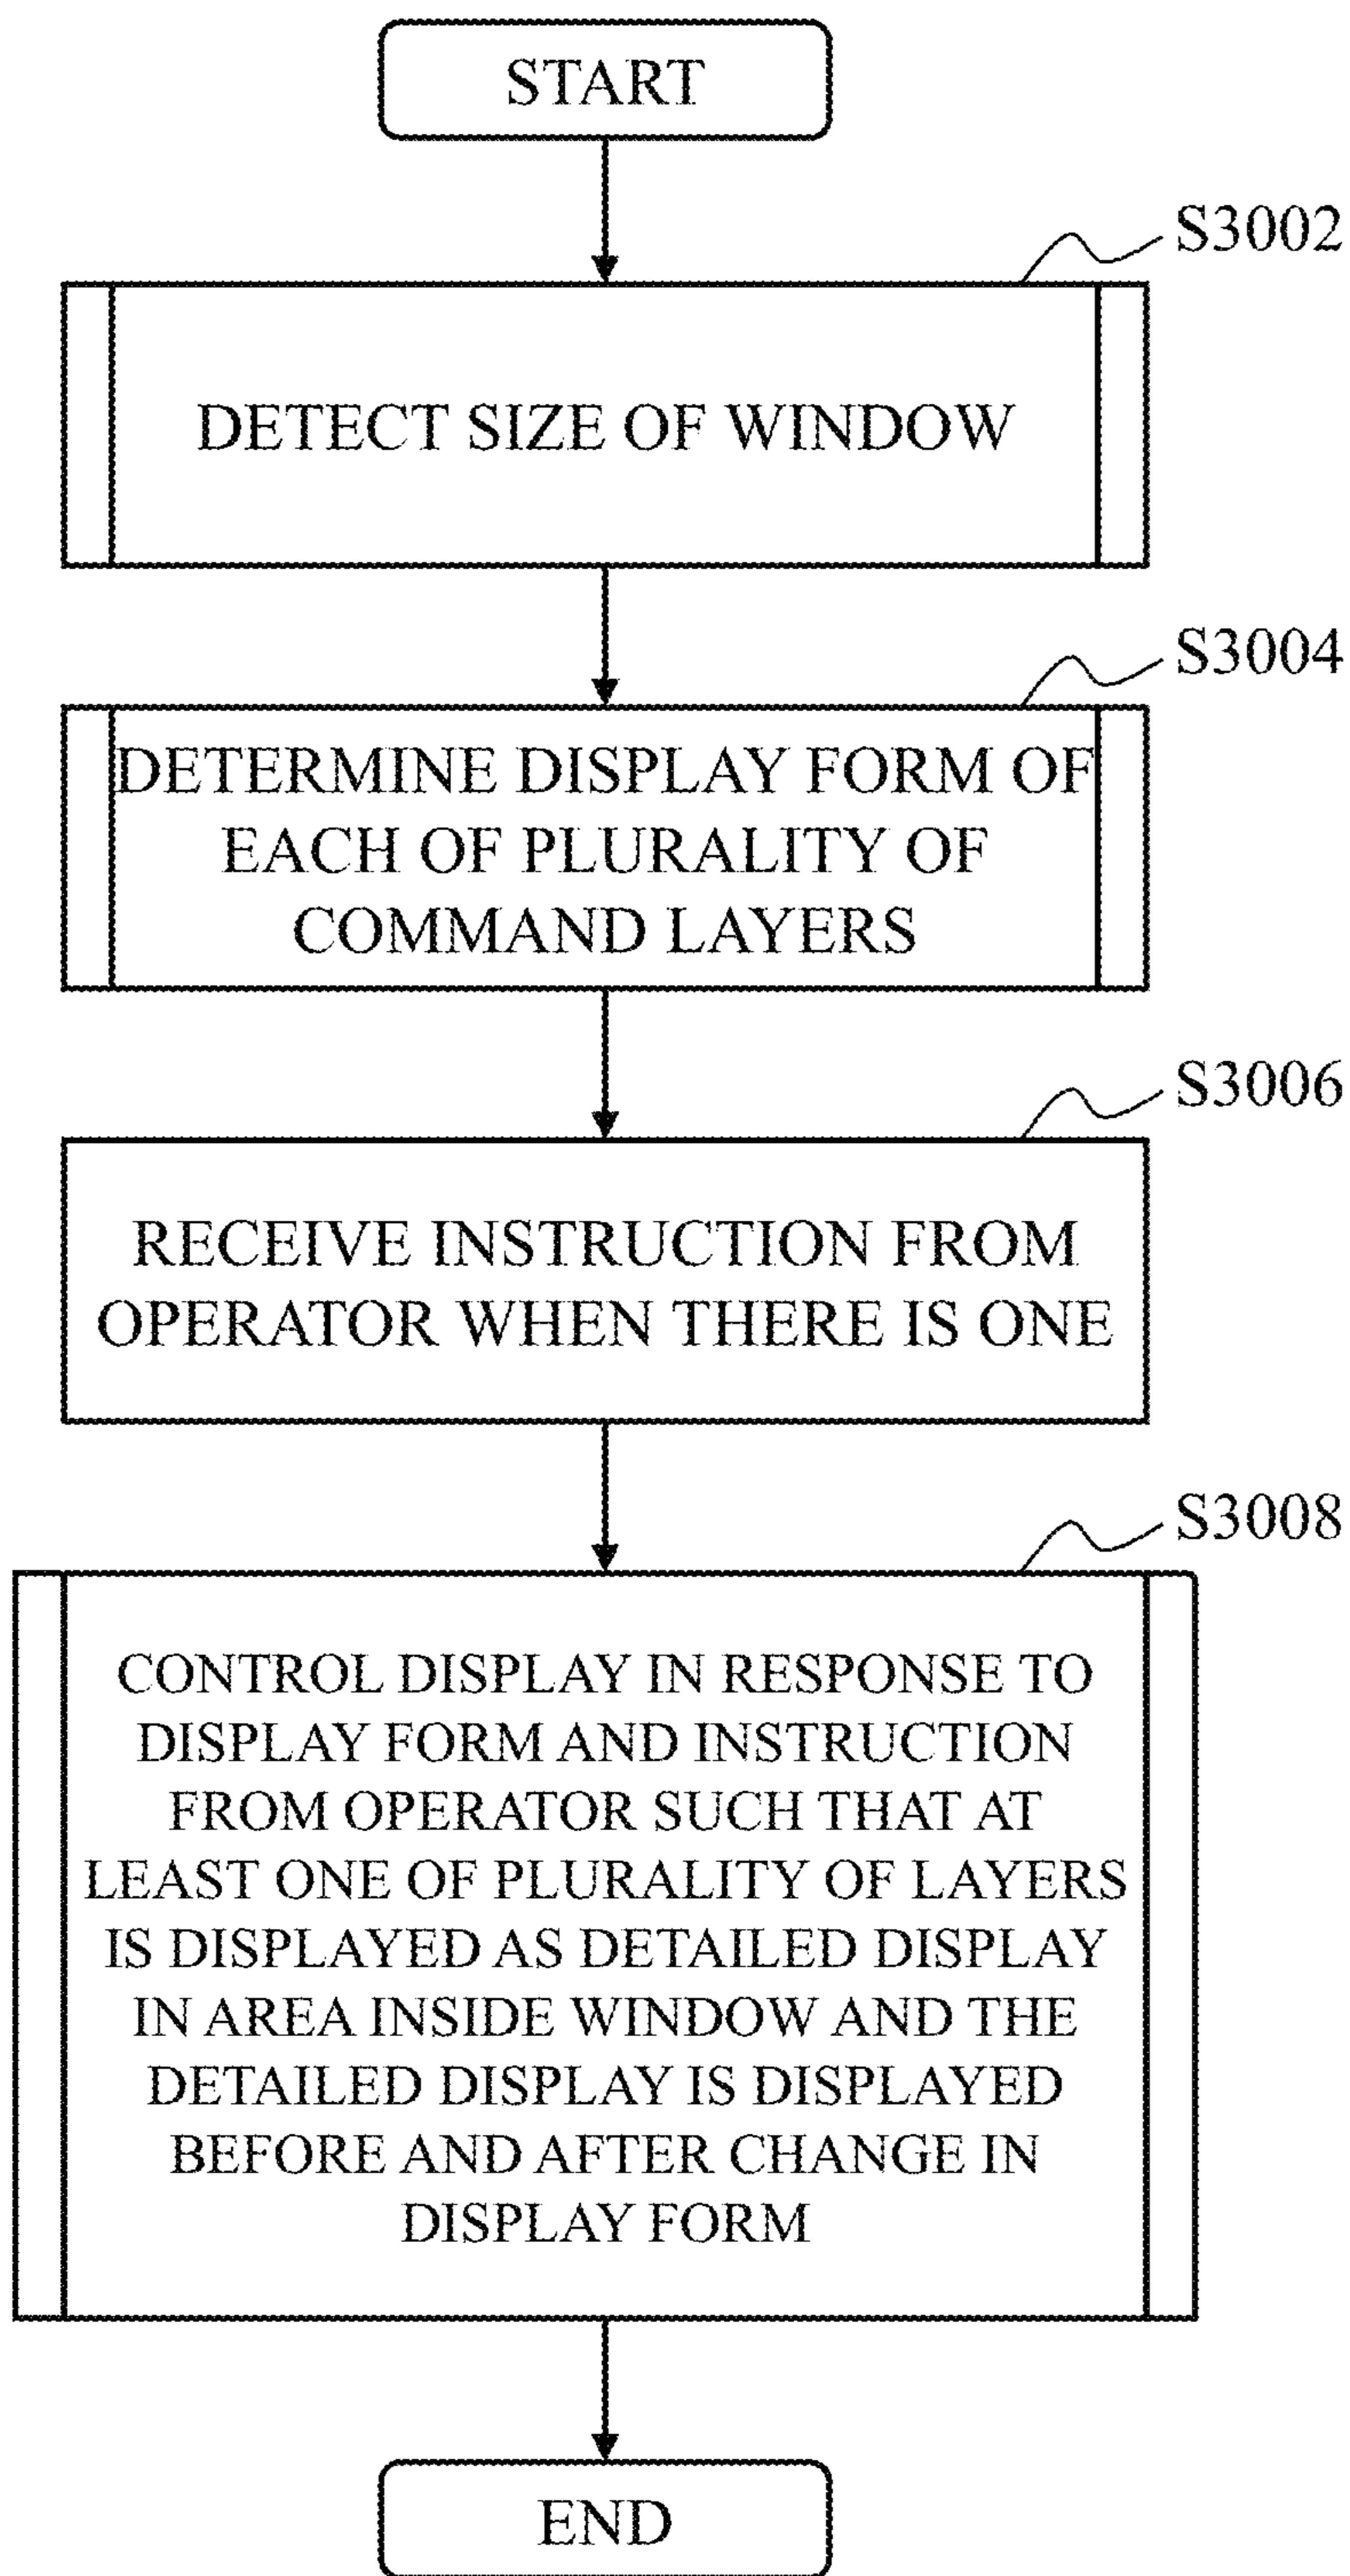 START
S3002
DETECT SIZE OF WINDOW
S3004
DETERMINE DISPLAY FORM OF
EACH OF PLURALITY OF
COMMAND LAYERS
S3006
RECEIVE INSTRUCTION FROM
OPERATOR WHEN THERE IS ONE
S3008
CONTROL DISPLAY IN RESPONSE TO
DISPLAY FORM AND INSTRUCTION
FROM OPERATOR SUCH THAT AT
LEAST ONE OF PLURALITY OF LAYERS
IS DISPLAYED AS DETAILED DISPLAY
IN AREA INSIDE WINDOW AND THE
DETAILED DISPLAY IS DISPLAYED
BEFORE AND AFTER CHANGE IN
DISPLAY FORM
END